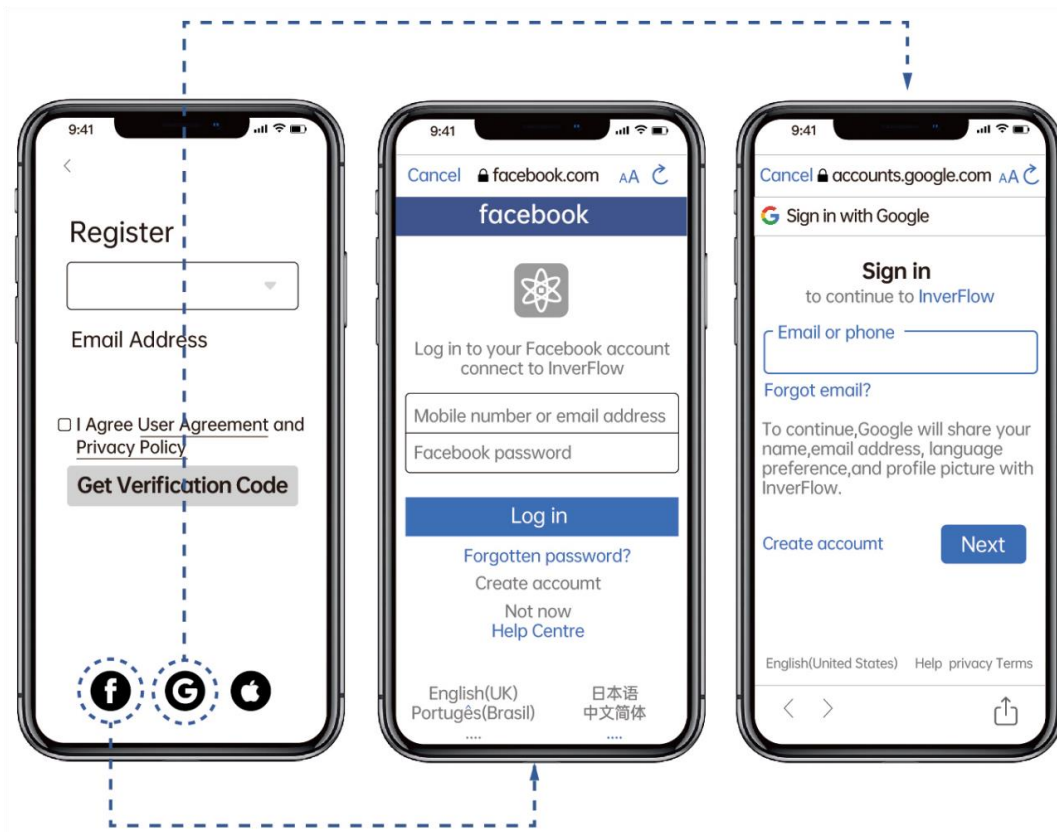 9:41
<
Register
Email Address
I Agree User Agreement and
Privacy Policy
Get Verification Code
f
G
9:41
Cancel
facebook.com
AA
facebook
Log in to your Facebook account
connect to InverFlow
Mobile number or email address
Facebook password
Log in
Forgotten password?
Create accoumt
Not now
Help Centre
English(UK)
日本语
Portugês(Brasil)
中文简体
....
....
9:41
Cancel
accounts.google.com
AA
G
Sign in with Google
Sign in
to continue to InverFlow
Email or phone
Forgot email?
To continue,Google will share your
name,email address, language
preference,and profile picture with
InverFlow.
Create accoumt
Next
English(United States)
Help privacy Terms
< >